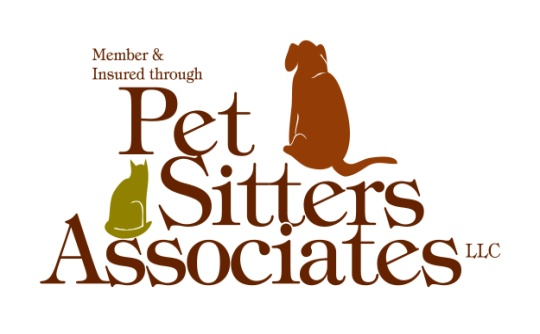 Member &
Insured through
Pet
Sitters
Associates LLC